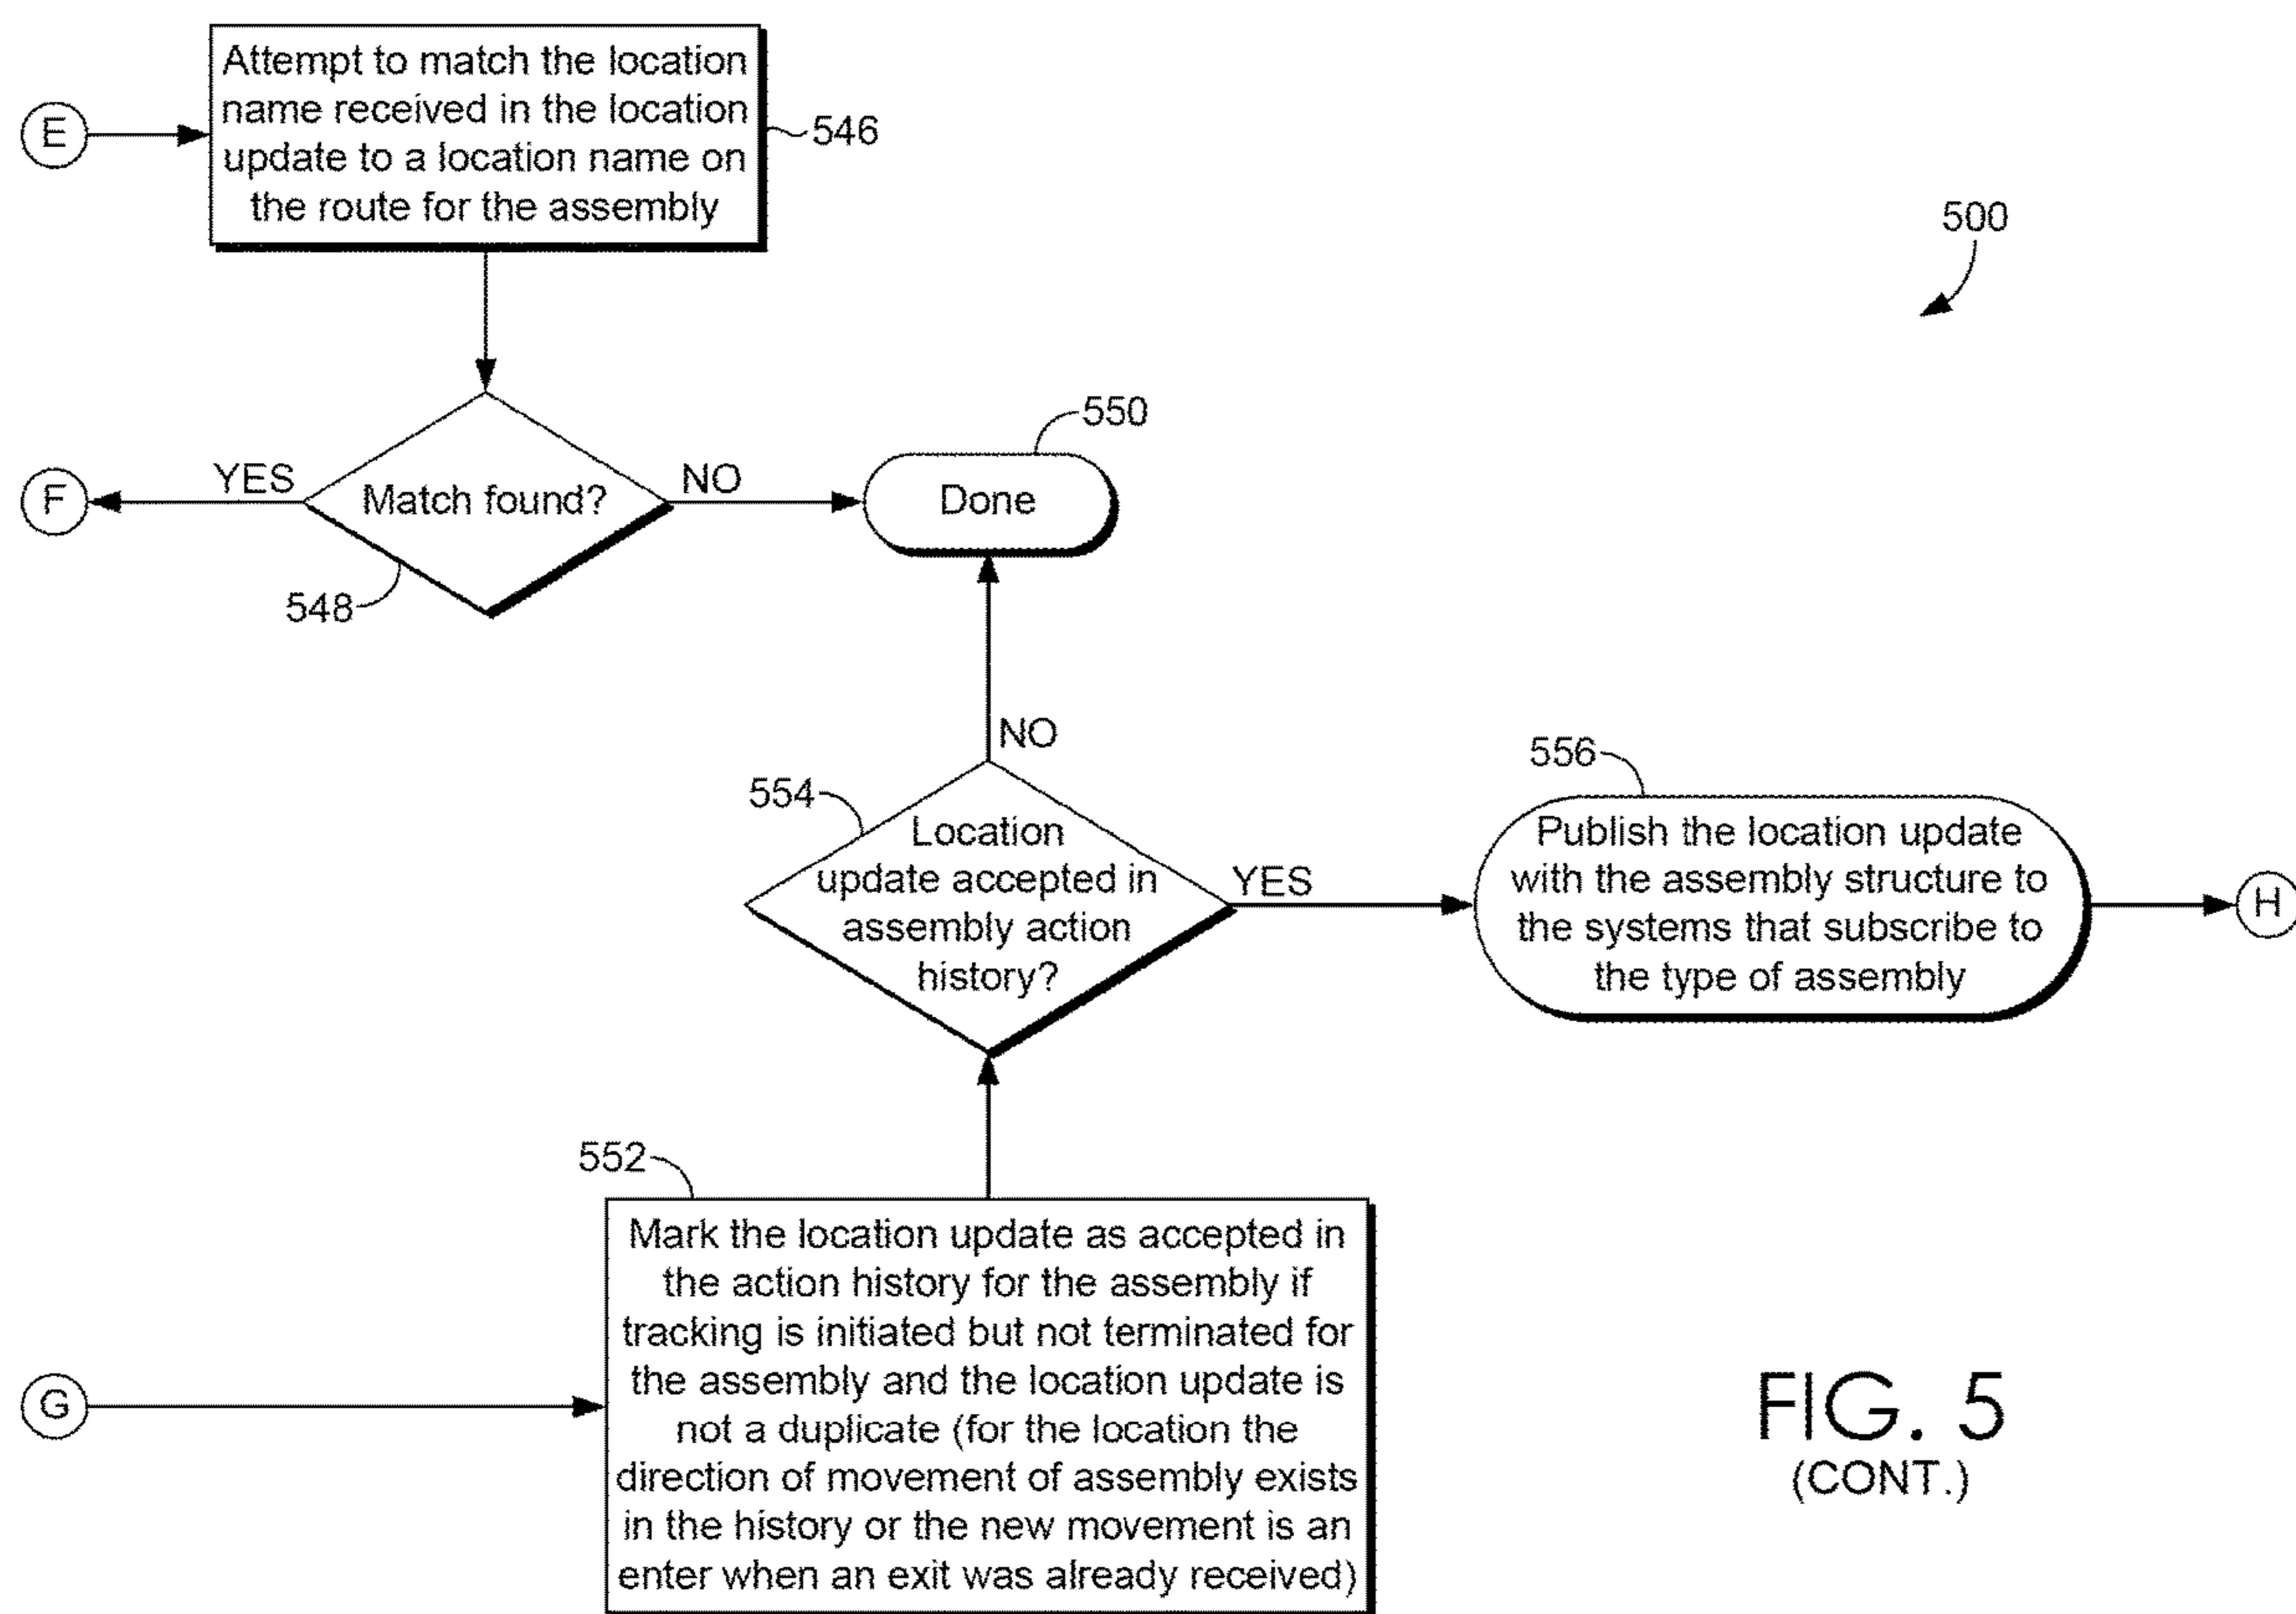 Attempt to match the location
name received in the location
update to a location name on
the route for the assembly
E
546
500
550
YES
NO
F
Match found?
Done
548
NO
556
554
Location
update accepted in
assembly action
history?
YES
Publish the location update
with the assembly structure to
the systems that subscribe to
the type of assembly
H
552
Mark the location update as accepted in
the action history for the assembly if
tracking is initiated but not terminated for
the assembly and the location update is
not a duplicate (for the location the
direction of movement of assembly exists
in the history or the new movement is an
enter when an exit was already received)
G
FIG. 5
(CONT.)